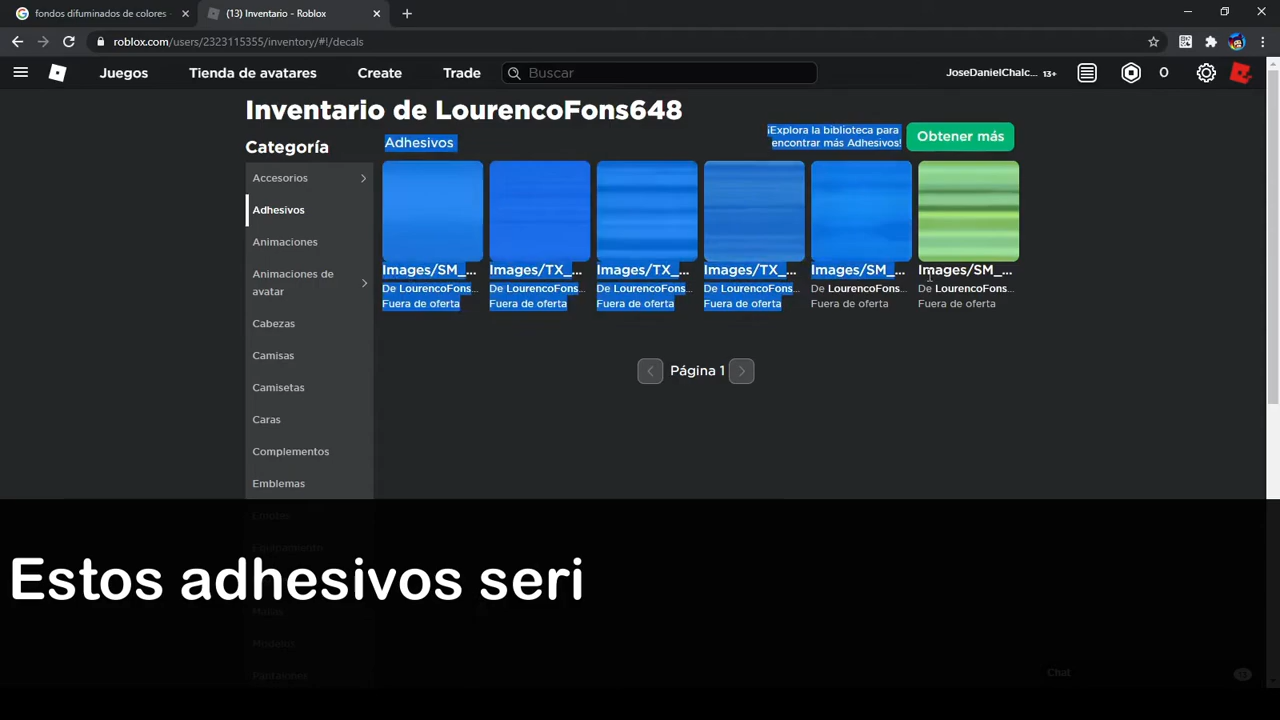 fondos difuminados de colores -
(13) Inventario - Roblox
roblox.com/users/2323115355/inventory/#!/decals
Juegos
Tienda de avatares
Create
Trade
Buscar
JoseDanielChalc... 13+
0
Inventario de LourencoFons648
Categoría
Accesorios
Adhesivos
Animaciones
Animaciones de
avatar
Cabezas
Camisas
Camisetas
Caras
Complementos
Emblemas
Adhesivos
¡Explora la biblioteca para
encontrar más Adhesivos!
Obtener más
Images/SM_...
De LourencoFons...
Fuera de oferta
Images/TX_...
De LourencoFons...
Fuera de oferta
Images/TX_...
De LourencoFons...
Fuera de oferta
Images/TX_...
De LourencoFons...
Fuera de oferta
Images/SM_...
De LourencoFons...
Fuera de oferta
Images/SM_...
De LourencoFons...
Fuera de oferta
Página 1
Estos adhesivos seri
Modelos
Pantalones
Chat